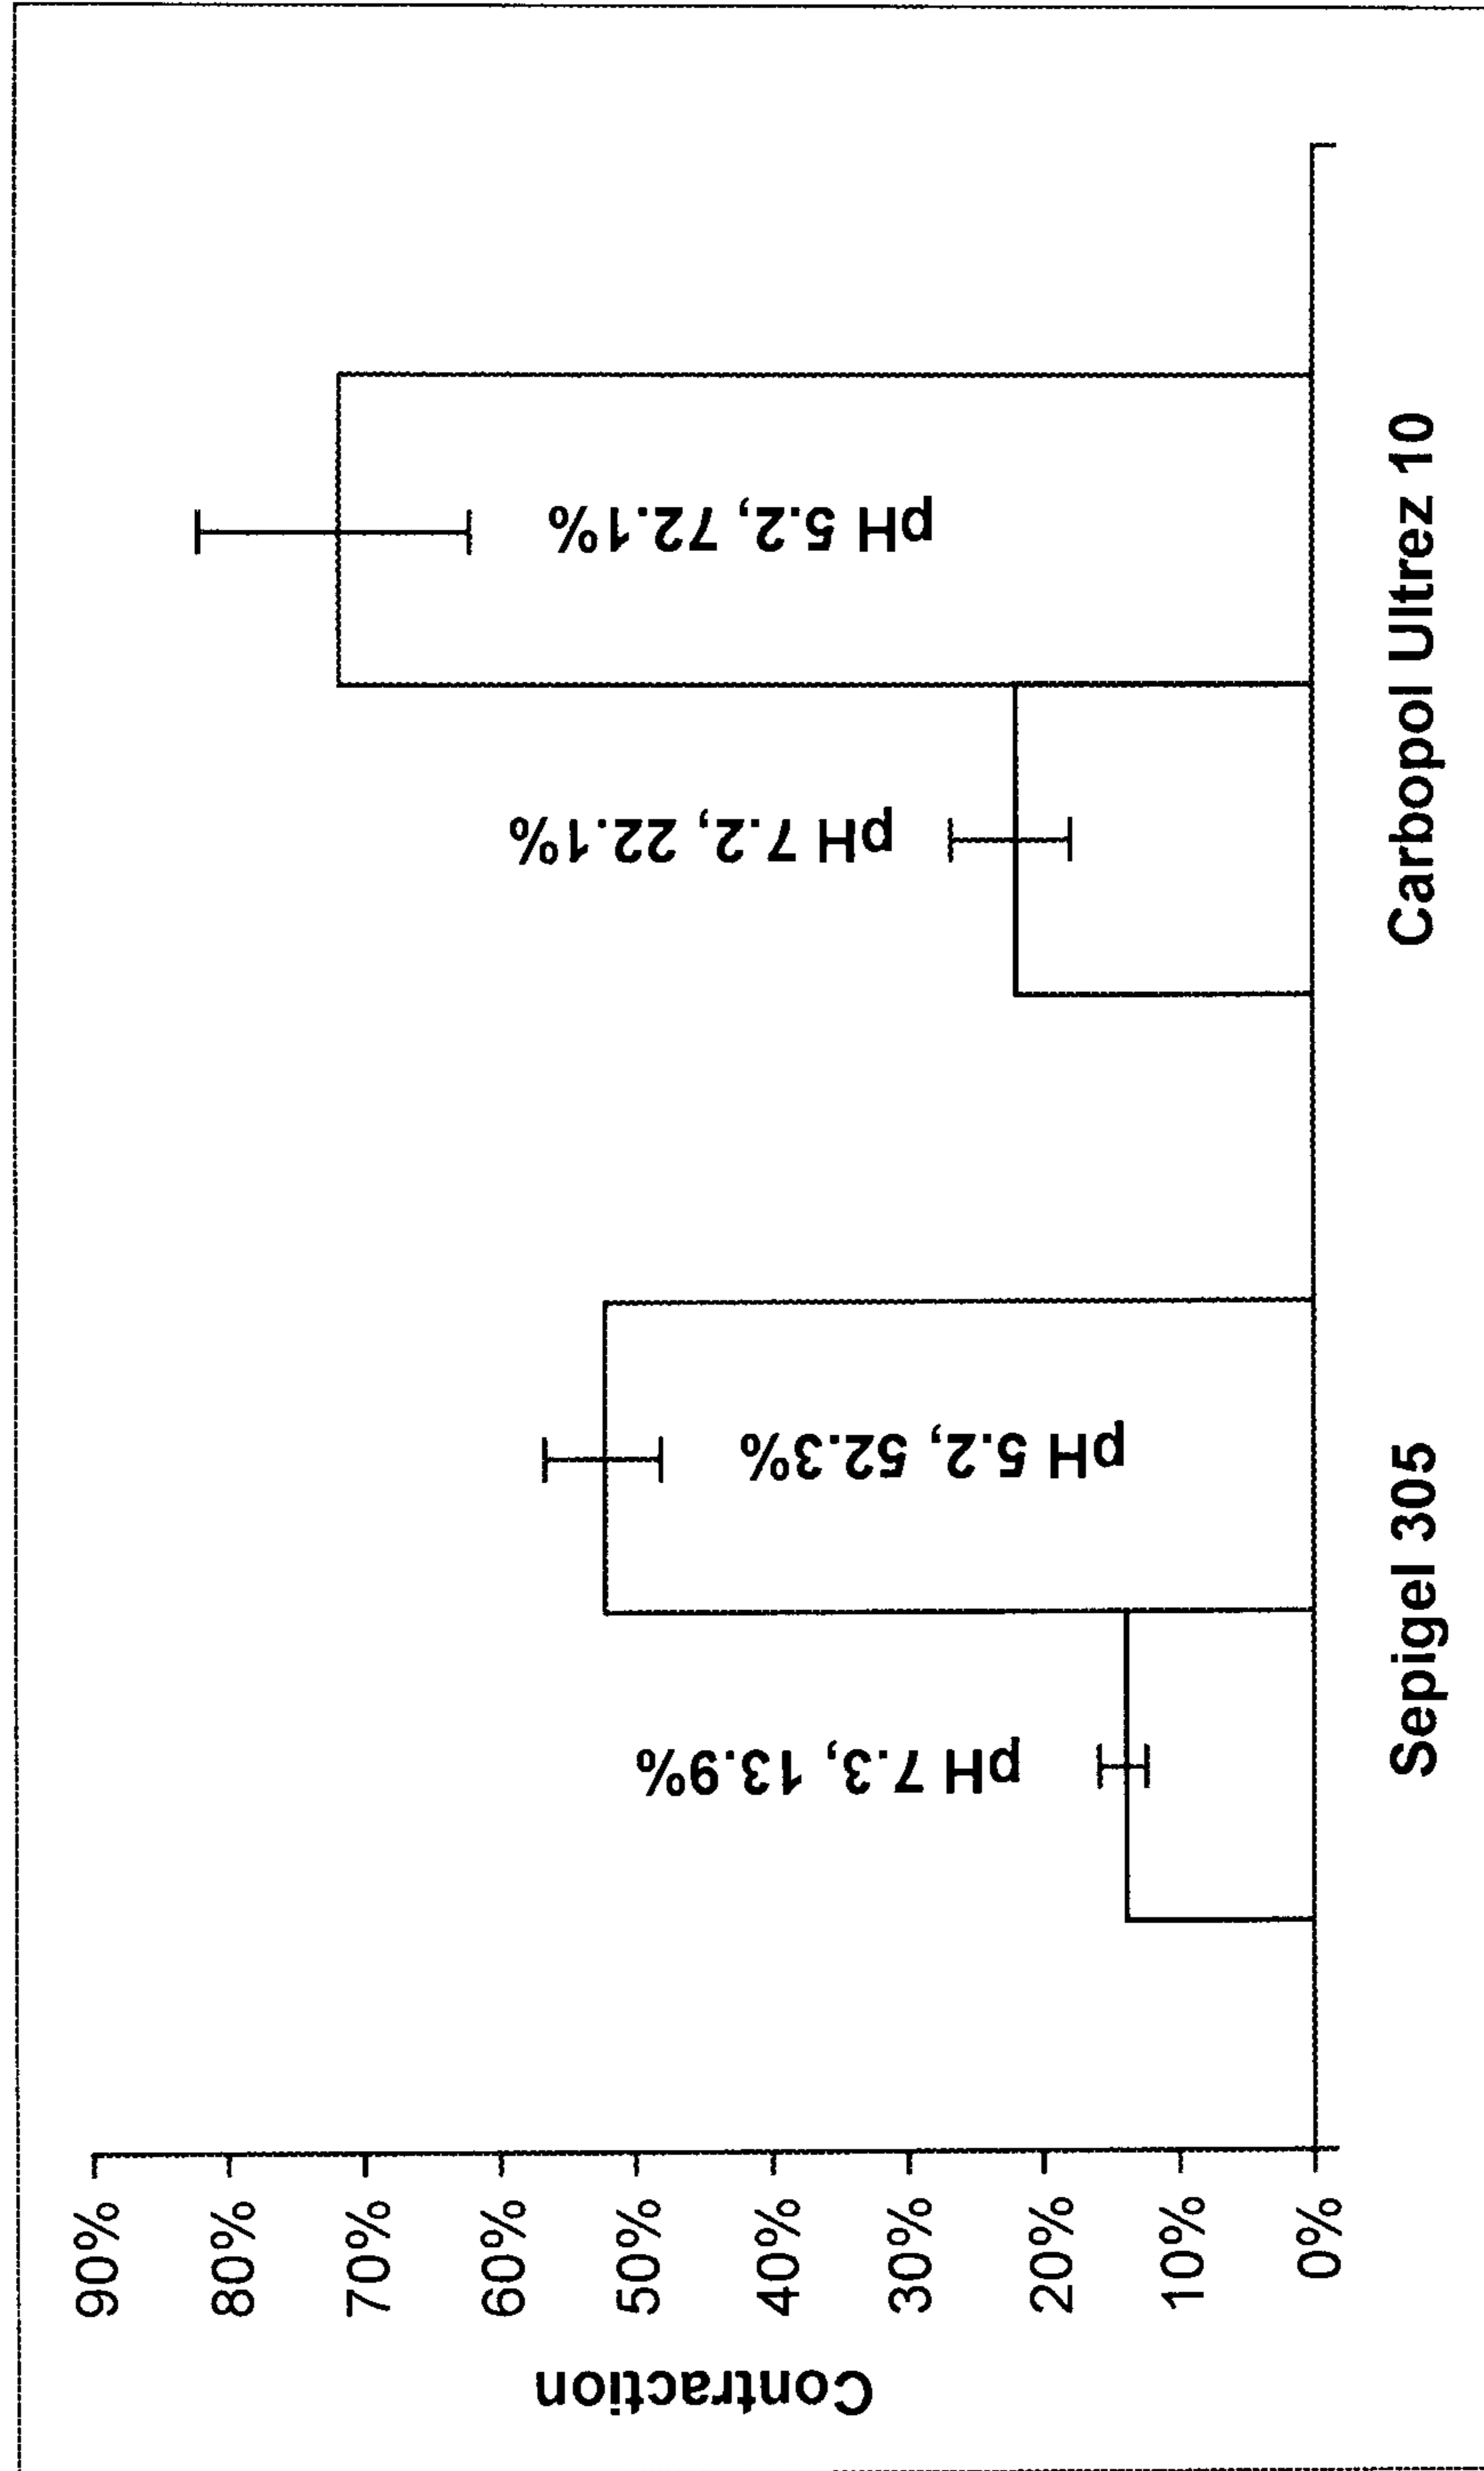 Contraction
90%
80%
70%
60%
50%
40%
30%
20%
10%
0%
pH 7.3, 13.9%
pH 5.2, 52.3%
pH 7.2, 22.1%
pH 5.2, 72.1%
Sepigel 305
Carbopol Ultrez 10